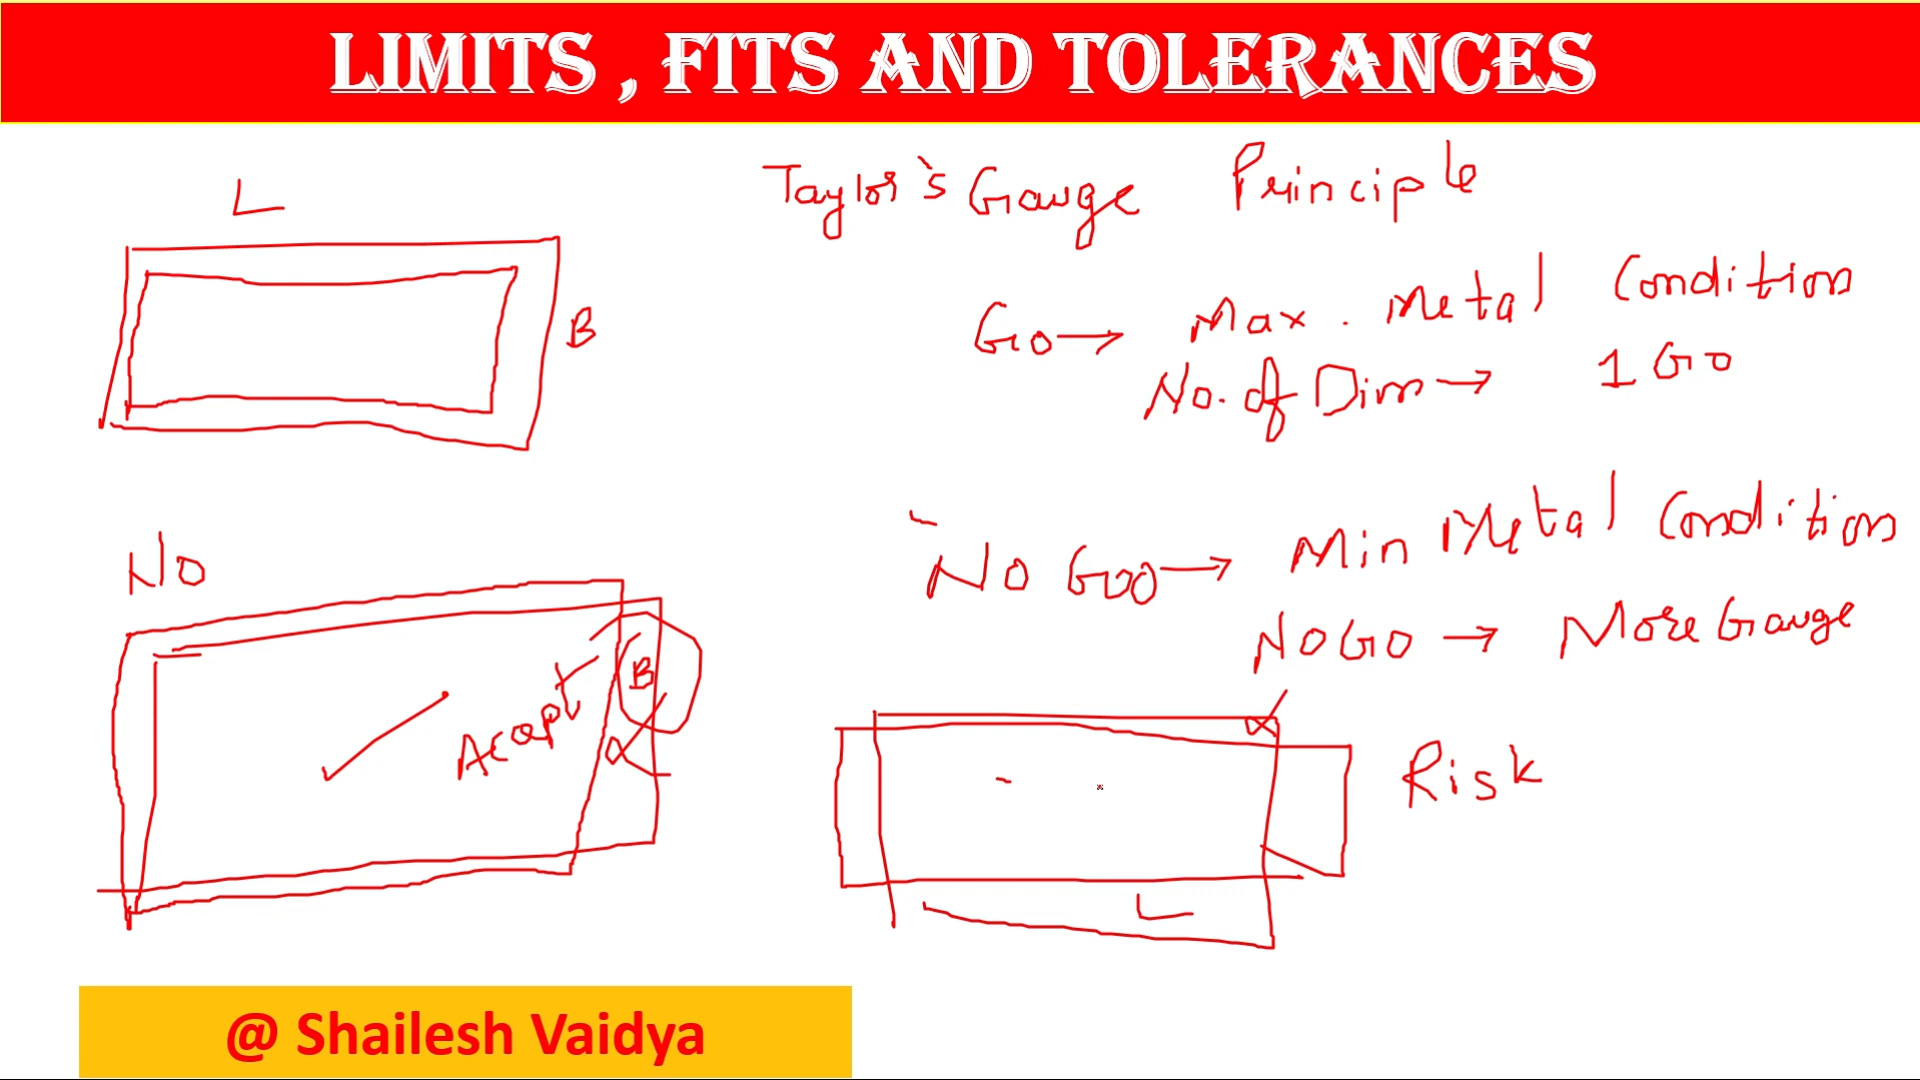 LIMITS , FITS AND TOLERANCES
Taylor's Gauge Principle
L
B
Go → Max. Metal Condition
No. of Dim → 1 Go
No Goo → Min Metal Condition
NOGO → More Gauge
NO
B
Accept
Risk
L
@ Shailesh Vaidya